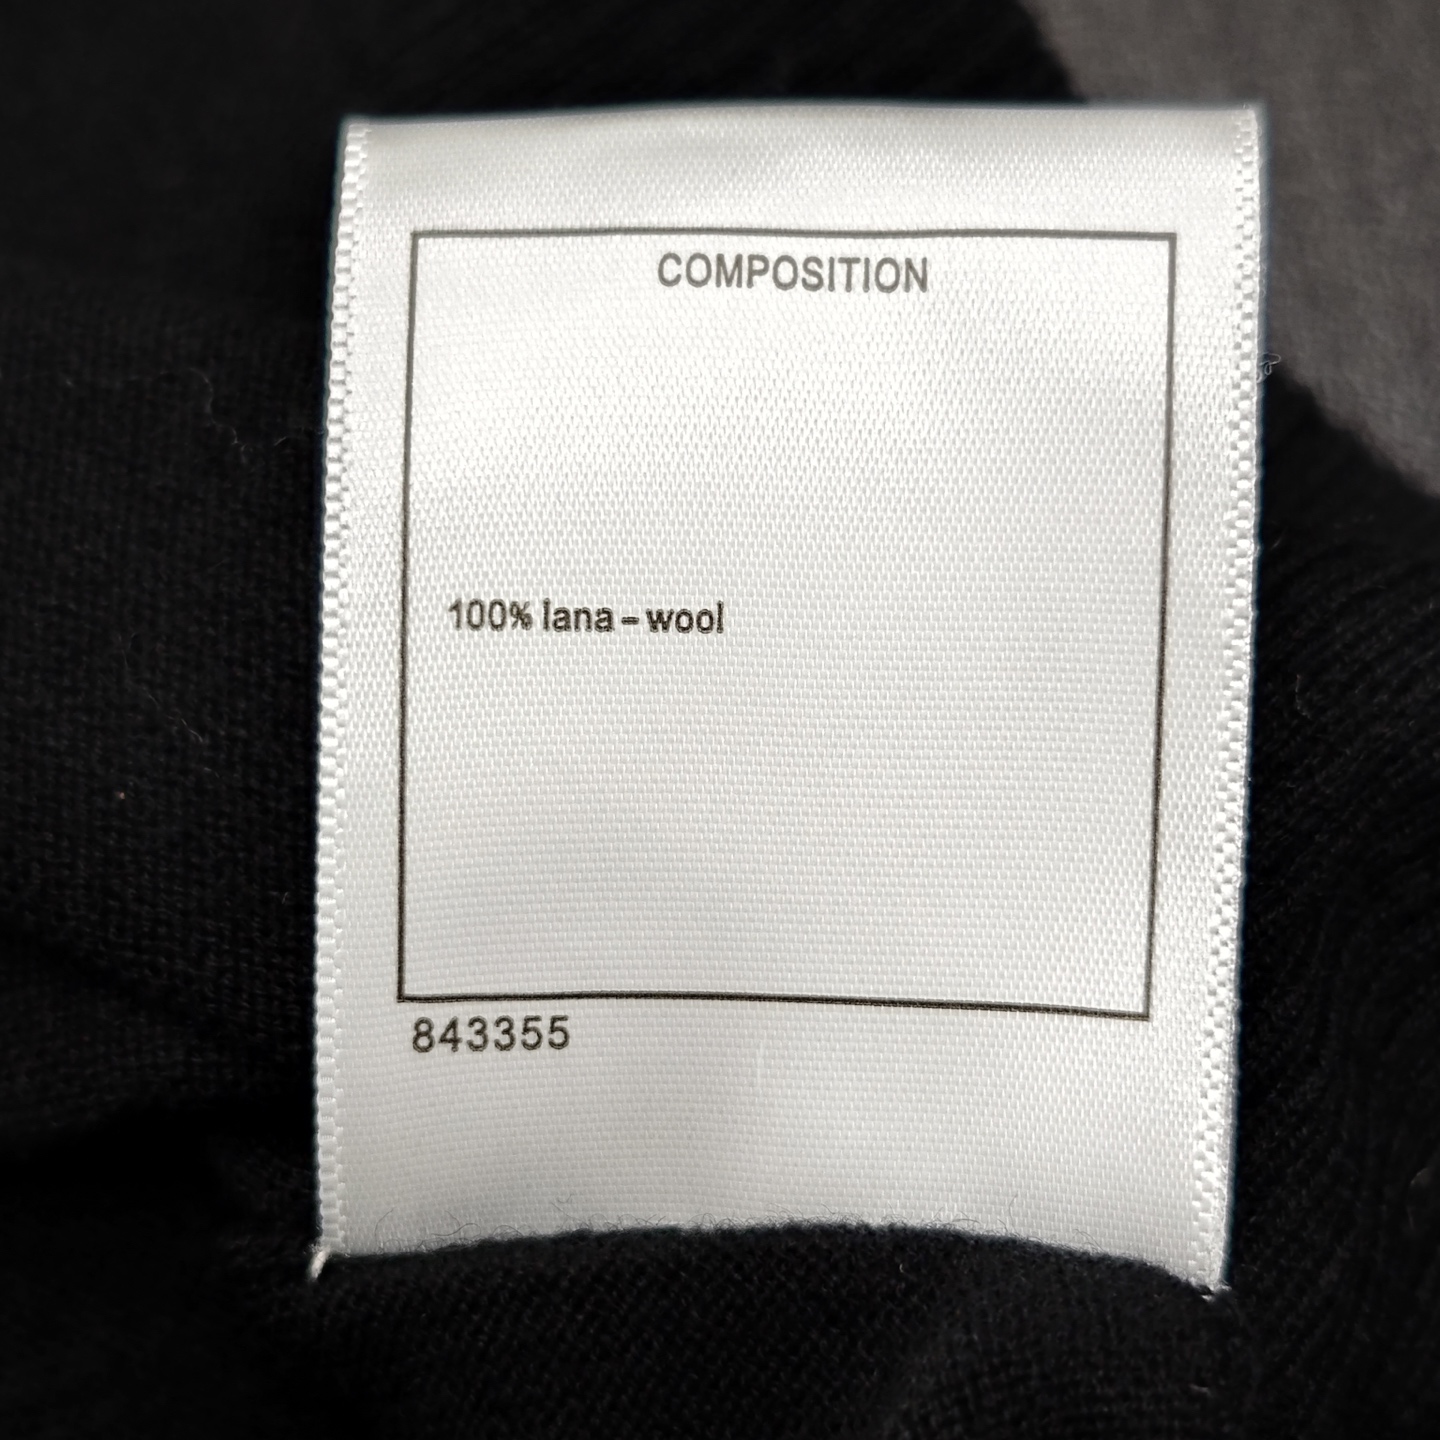 COMPOSITION
100% lana - wool
843355